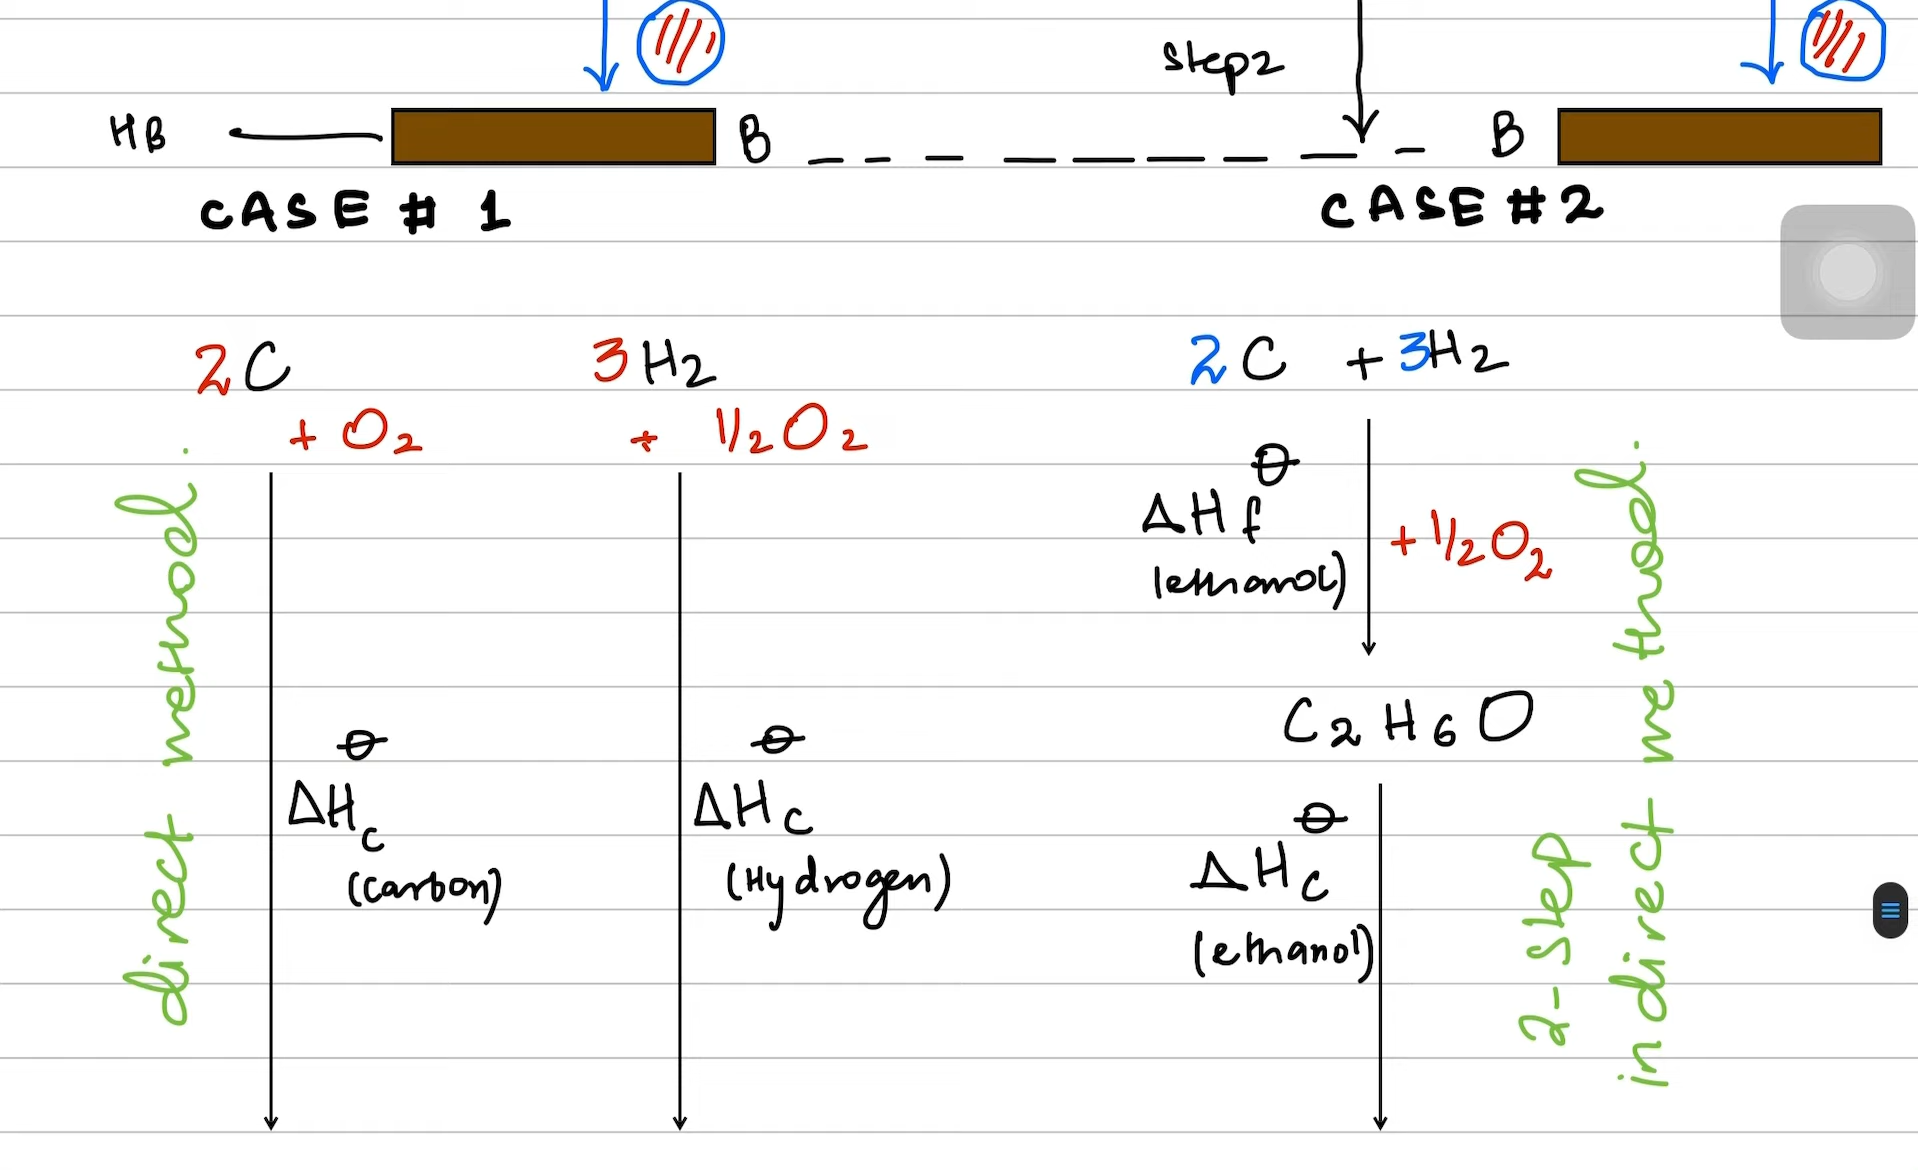 Step2
HB
B
B
CASE # 1
CASE # 2
2C
3H2
2C + 3H2
+ O2
+ 1/2O2
ΔHf⦵
(ethanol)
+ 1/2O2
direct method.
C2H6O
ΔHc⦵
(carbon)
ΔHc⦵
(Hydrogen)
ΔHc⦵
(ethanol)
2-step
indirect method.